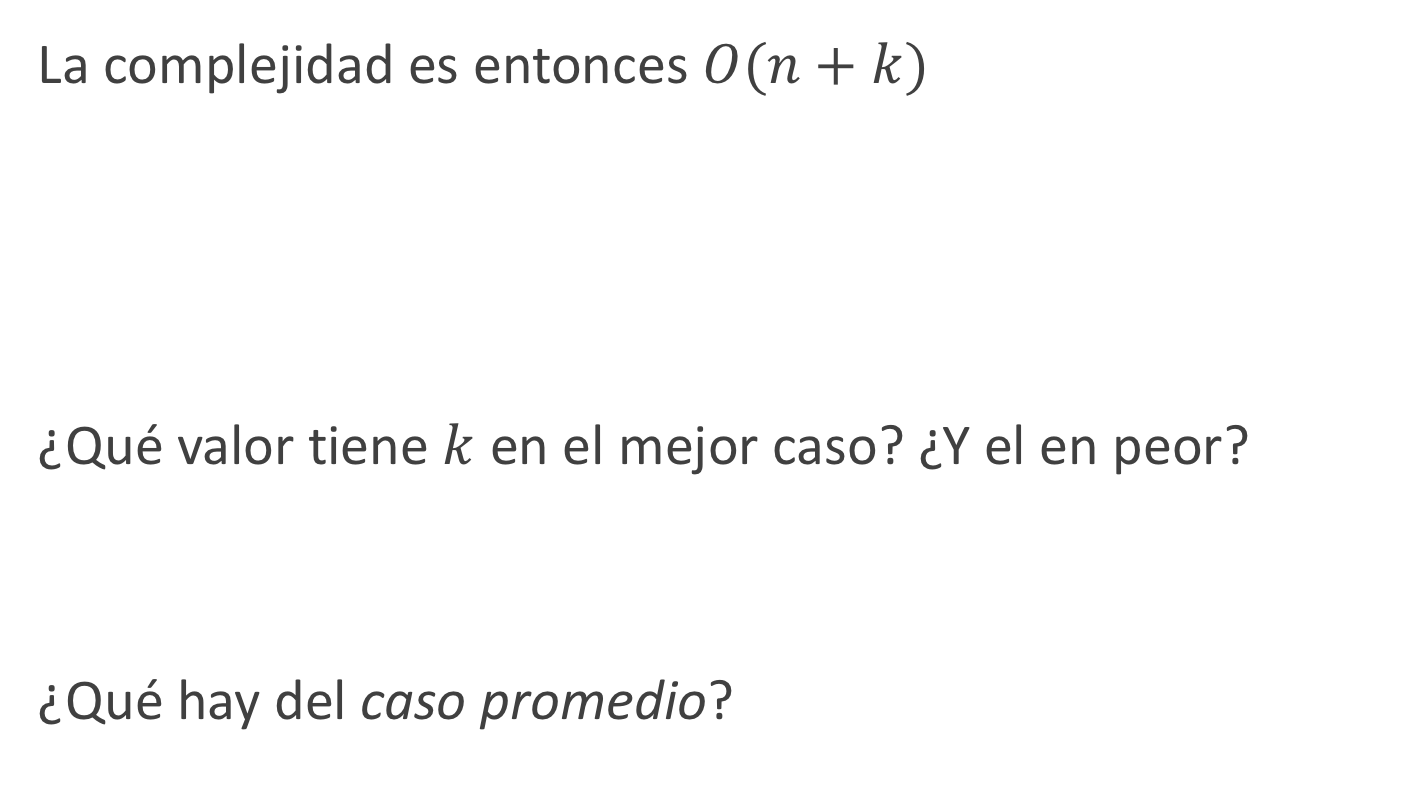 La complejidad es entonces 𝑂(𝑛 + 𝑘)
¿Qué valor tiene 𝑘 en el mejor caso? ¿Y el en peor?
¿Qué hay del caso promedio?